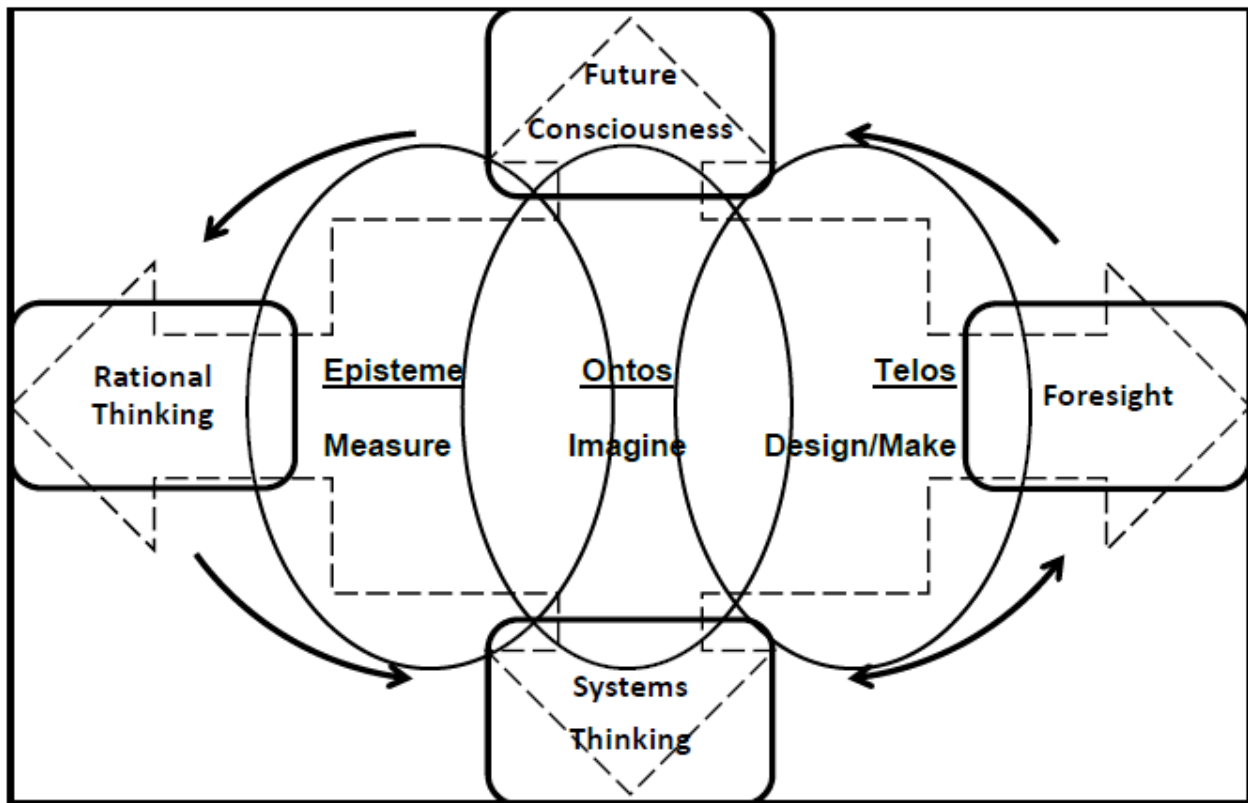 Future
Consciousness
Rational
Thinking
Episteme
Measure
Ontos
Imagine
Telos
Design/Make
Foresight
Systems
Thinking